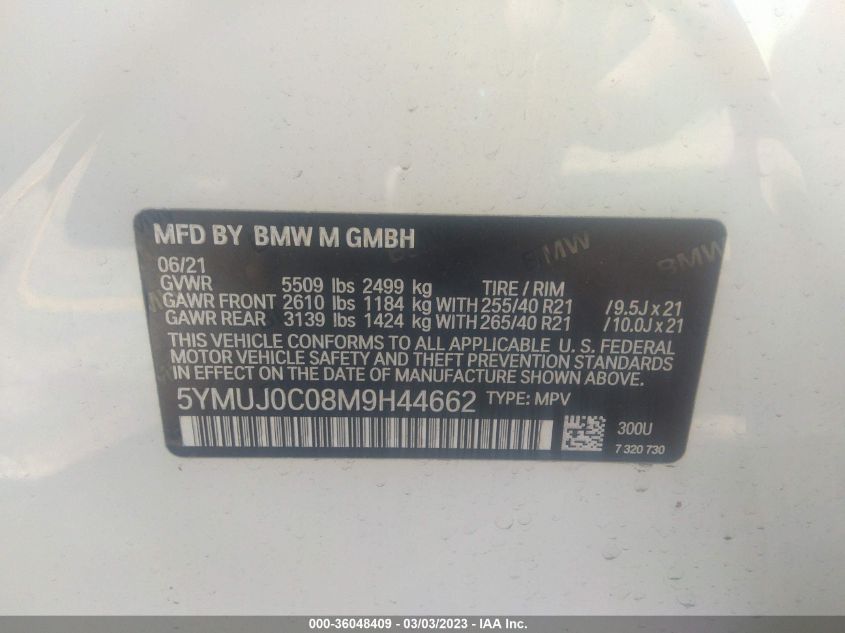 MFD BY BMW M GMBH
06/21
GVWR 5509 lbs 2499 kg TIRE / RIM
GAWR FRONT 2610 lbs 1184 kg WITH 255/40 R21 / 9.5J x 21
GAWR REAR 3139 lbs 1424 kg WITH 265/40 R21 / 10.0J x 21
THIS VEHICLE CONFORMS TO ALL APPLICABLE U. S. FEDERAL
MOTOR VEHICLE SAFETY AND THEFT PREVENTION STANDARDS
IN EFFECT ON THE DATE OF MANUFACTURE SHOWN ABOVE.
5YMUJ0C08M9H44662 TYPE: MPV
300U
7 320 730
BMW
BMW
000-36048409 - 03/03/2023 - IAA Inc.